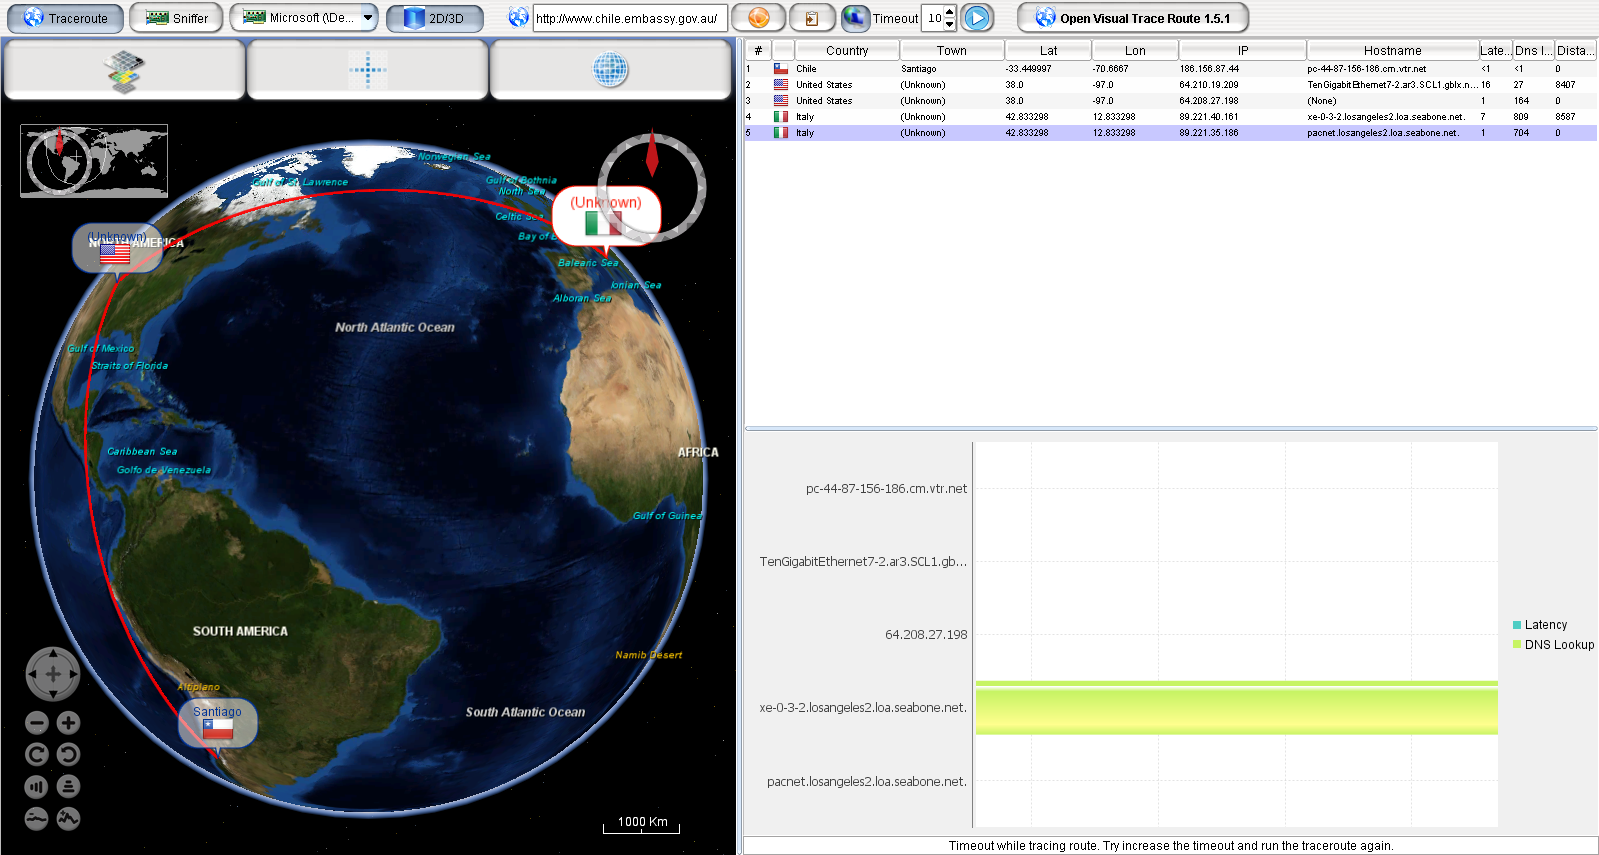 Traceroute Sniffer Microsoft (\De... 2D/3D http://www.chile.embassy.gov.au/ Timeout 10 Open Visual Trace Route 1.5.1
# Country Town Lat Lon IP Hostname Late... Dns l... Dista...
1 Chile Santiago -33.449997 -70.6667 186.156.87.44 pc-44-87-156-186.cm.vtr.net <1 <1 0
2 United States (Unknown) 38.0 -97.0 64.210.19.209 TenGigabitEthernet7-2.ar3.SCL1.gblx.n... 16 27 8407
3 United States (Unknown) 38.0 -97.0 64.208.27.198 (None) 1 164 0
4 Italy (Unknown) 42.833298 12.833298 89.221.40.161 xe-0-3-2.losangeles2.loa.seabone.net. 7 809 8587
5 Italy (Unknown) 42.833298 12.833298 89.221.35.186 pacnet.losangeles2.loa.seabone.net. 1 704 0
Norwegian Sea
Gulf of St. Lawrence
Gulf of Bothnia
North Sea
(Unknown)
Celtic Sea
(Unknown)
Bay of B
AMERICA
Balearic Sea
Ionian Sea
Alboran Sea
North Atlantic Ocean
Gulf of Mexico
Straits of Florida
Caribbean Sea
AFRICA
Golfo de Venezuela
Gulf of Guinea
SOUTH AMERICA
Namib Desert
Altiplano
Santiago
South Atlantic Ocean
1000 Km
pc-44-87-156-186.cm.vtr.net
TenGigabitEthernet7-2.ar3.SCL1.gb...
64.208.27.198
xe-0-3-2.losangeles2.loa.seabone.net.
pacnet.losangeles2.loa.seabone.net.
Latency
DNS Lookup
Timeout while tracing route. Try increase the timeout and run the traceroute again.